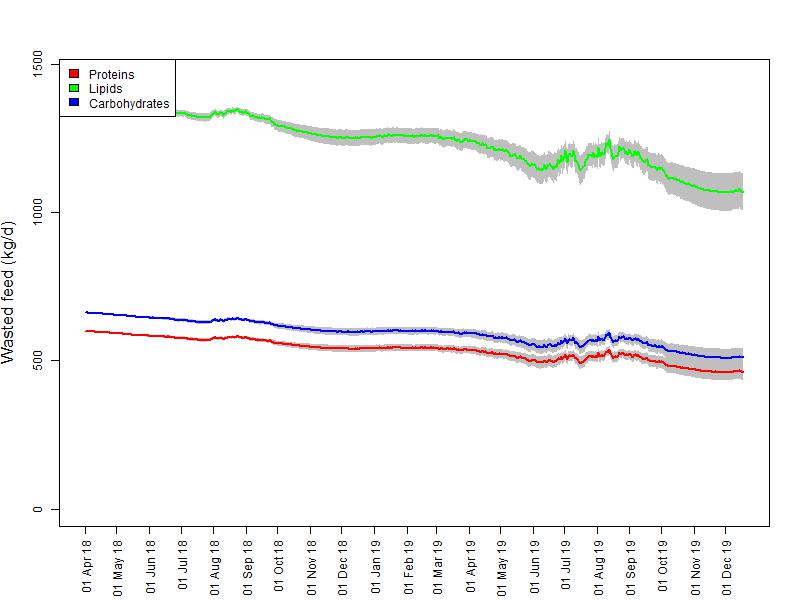 Proteins
Lipids
Carbohydrates
Wasted feed (kg/d)
1500
1000
500
0
01 Apr 18
01 May 18
01 Jun 18
01 Jul 18
01 Aug 18
01 Sep 18
01 Oct 18
01 Nov 18
01 Dec 18
01 Jan 19
01 Feb 19
01 Mar 19
01 Apr 19
01 May 19
01 Jun 19
01 Jul 19
01 Aug 19
01 Sep 19
01 Oct 19
01 Nov 19
01 Dec 19